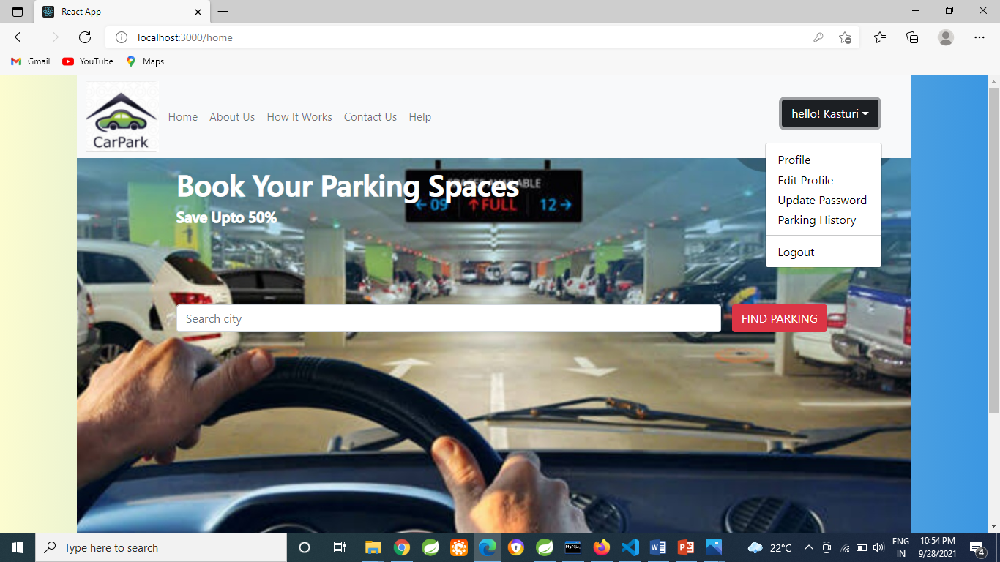 React App
localhost:3000/home
Gmail YouTube Maps
CarPark
Home About Us How It Works Contact Us Help
hello! Kasturi
Profile
Edit Profile
Update Password
Parking History
Logout
Book Your Parking Spaces
AVAILABLE
← 09 ↑ FULL 12 →
Save Upto 50%
Search city
FIND PARKING
Type here to search
MySQL
22°C
ENG
IN
10:54 PM
9/28/2021
4